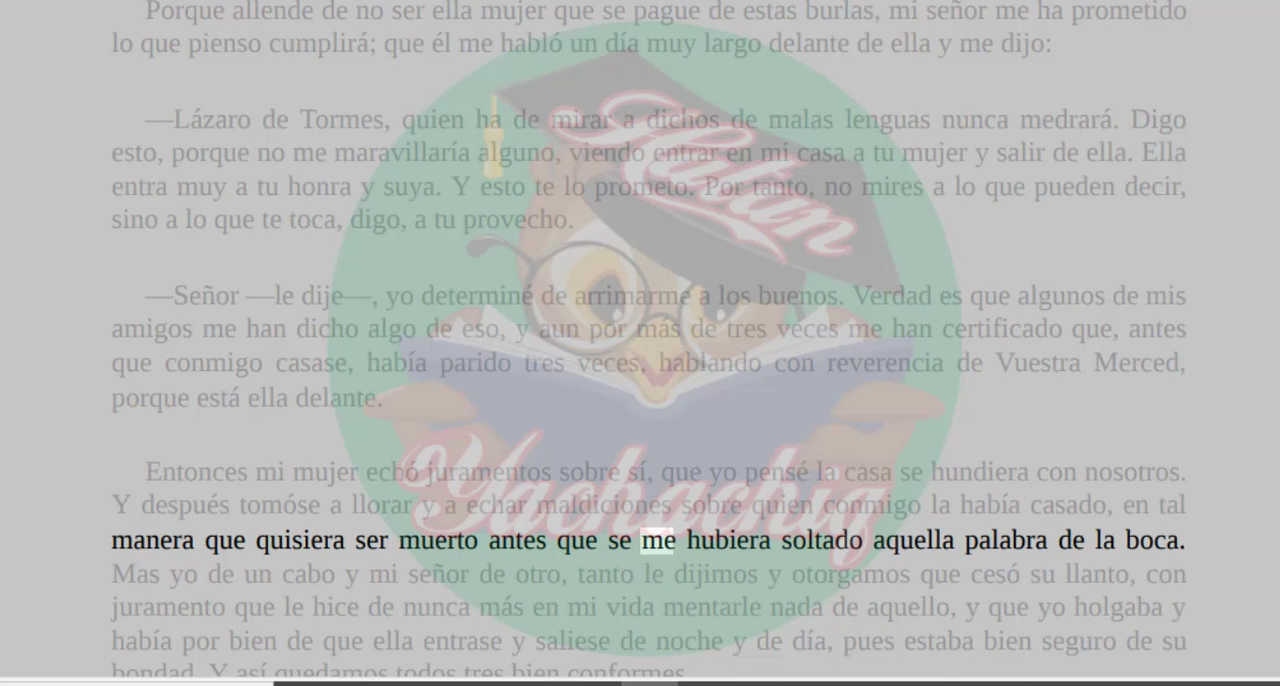 Porque allende de no ser ella mujer que se pague de estas burlas, mi señor me ha prometido
lo que pienso cumplirá; que él me habló un día muy largo delante de ella y me dijo:
—Lázaro de Tormes, quien ha de mirar a dichos de malas lenguas nunca medrará. Digo
esto, porque no me maravillaría alguno, viendo entrar en mi casa a tu mujer y salir de ella. Ella
entra muy a tu honra y suya. Y esto te lo prometo. Por tanto, no mires a lo que pueden decir,
sino a lo que te toca, digo, a tu provecho.
—Señor —le dije—, yo determiné de arrimarme a los buenos. Verdad es que algunos de mis
amigos me han dicho algo de eso, y aun por más de tres veces me han certificado que, antes
que conmigo casase, había parido tres veces, hablando con reverencia de Vuestra Merced,
porque está ella delante.
Entonces mi mujer echó juramentos sobre sí, que yo pensé la casa se hundiera con nosotros.
Y después tomóse a llorar y a echar maldiciones sobre quien conmigo la había casado, en tal
manera que quisiera ser muerto antes que se me hubiera soltado aquella palabra de la boca.
Mas yo de un cabo y mi señor de otro, tanto le dijimos y otorgamos que cesó su llanto, con
juramento que le hice de nunca más en mi vida mentarle nada de aquello, y que yo holgaba y
había por bien de que ella entrase y saliese de noche y de día, pues estaba bien seguro de su
bondad. Y así quedamos todos tres bien conformes.
Yachachiq